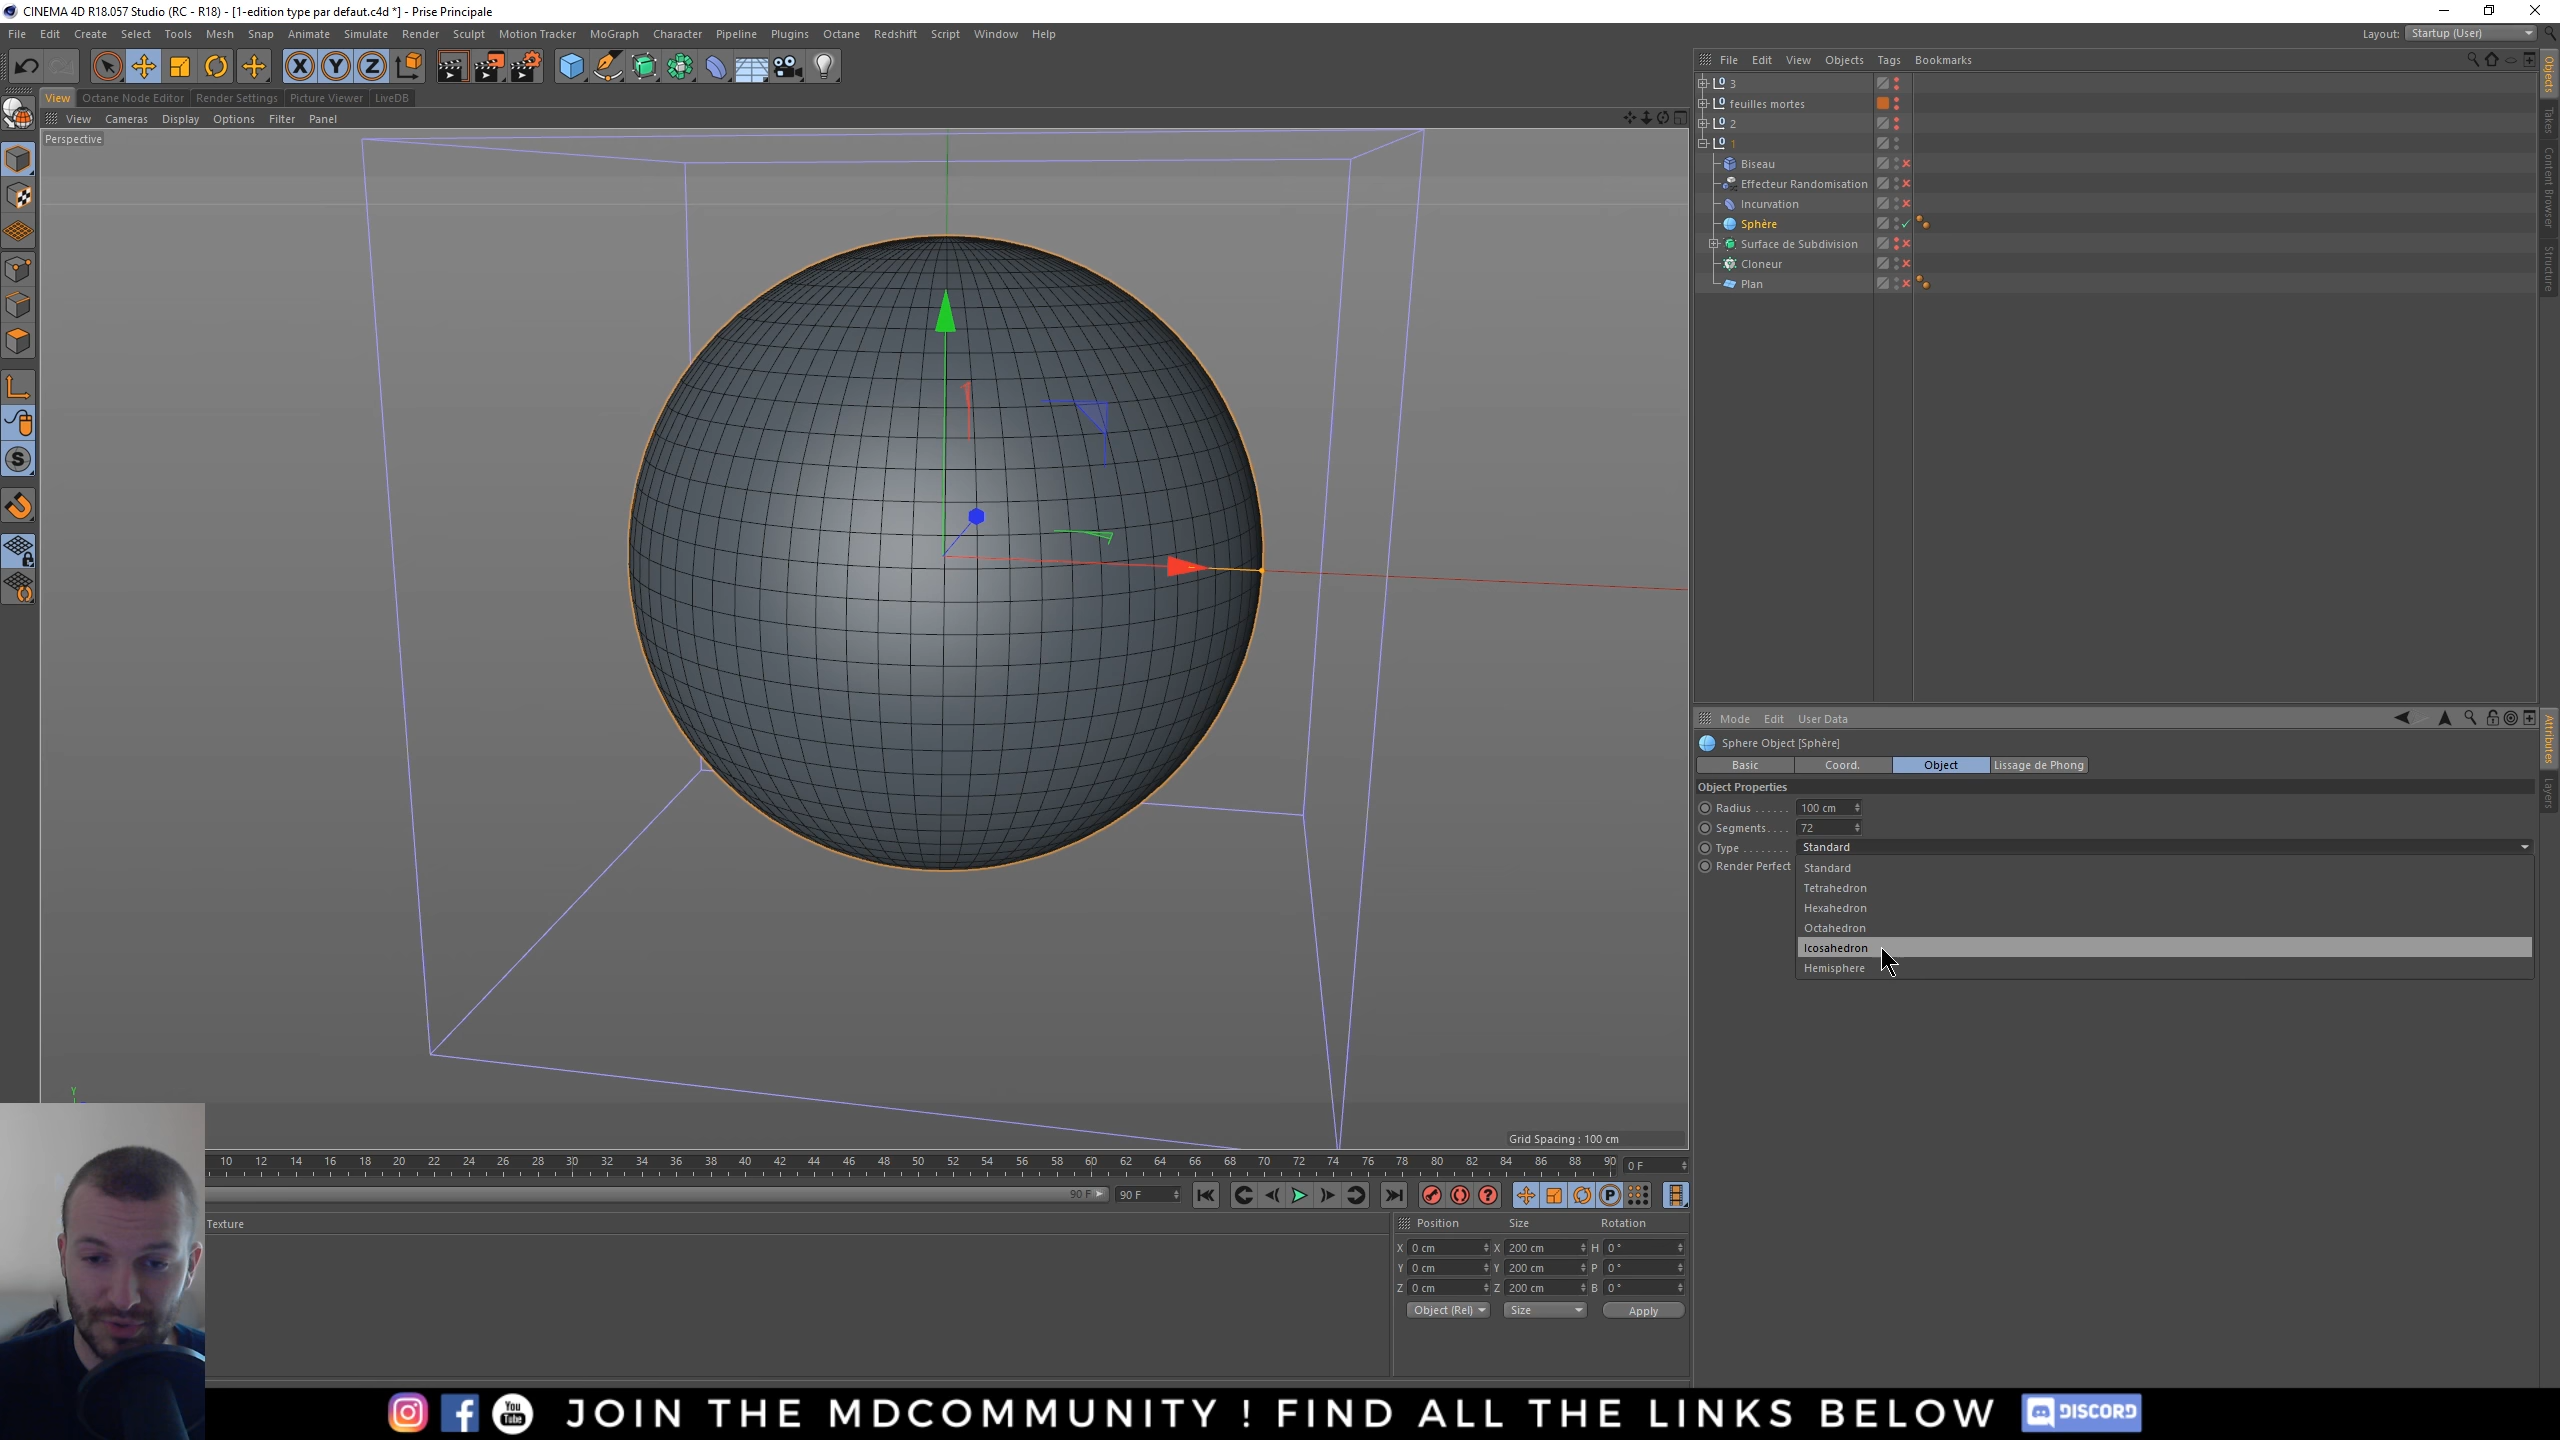 CINEMA 4D R18.057 Studio (RC - R18) - [1-edition type par defaut.c4d *] - Prise Principale
File Edit Create Select Tools Mesh Snap Animate Simulate Render Sculpt Motion Tracker MoGraph Character Pipeline Plugins Octane Redshift Script Window Help
Layout: Startup (User)
X Y Z
View Octane Node Editor Render Settings Picture Viewer LiveDB
View Cameras Display Options Filter Panel
Perspective
S
Y
Grid Spacing : 100 cm
File Edit View Objects Tags Bookmarks
3
feuilles mortes
2
1
Biseau
Effecteur Randomisation
Incurvation
Sphère
Surface de Subdivision
Cloneur
Plan
Objects
Takes
Content Browser
Structure
Mode Edit User Data
Sphere Object [Sphère]
Basic Coord. Object Lissage de Phong
Object Properties
Radius . . . . . . 100 cm
Segments. . . . 72
Type . . . . . . . . Standard
Render Perfect
Standard
Tetrahedron
Hexahedron
Octahedron
Icosahedron
Hemisphere
Attributes
Layers
10 12 14 16 18 20 22 24 26 28 30 32 34 36 38 40 42 44 46 48 50 52 54 56 58 60 62 64 66 68 70 72 74 76 78 80 82 84 86 88 90 0 F
90 F 90 F
P
Texture
Position Size Rotation
X 0 cm X 200 cm H 0 °
Y 0 cm Y 200 cm P 0 °
Z 0 cm Z 200 cm B 0 °
Object (Rel) Size Apply
You Tube JOIN THE MDCOMMUNITY ! FIND ALL THE LINKS BELOW DISCORD